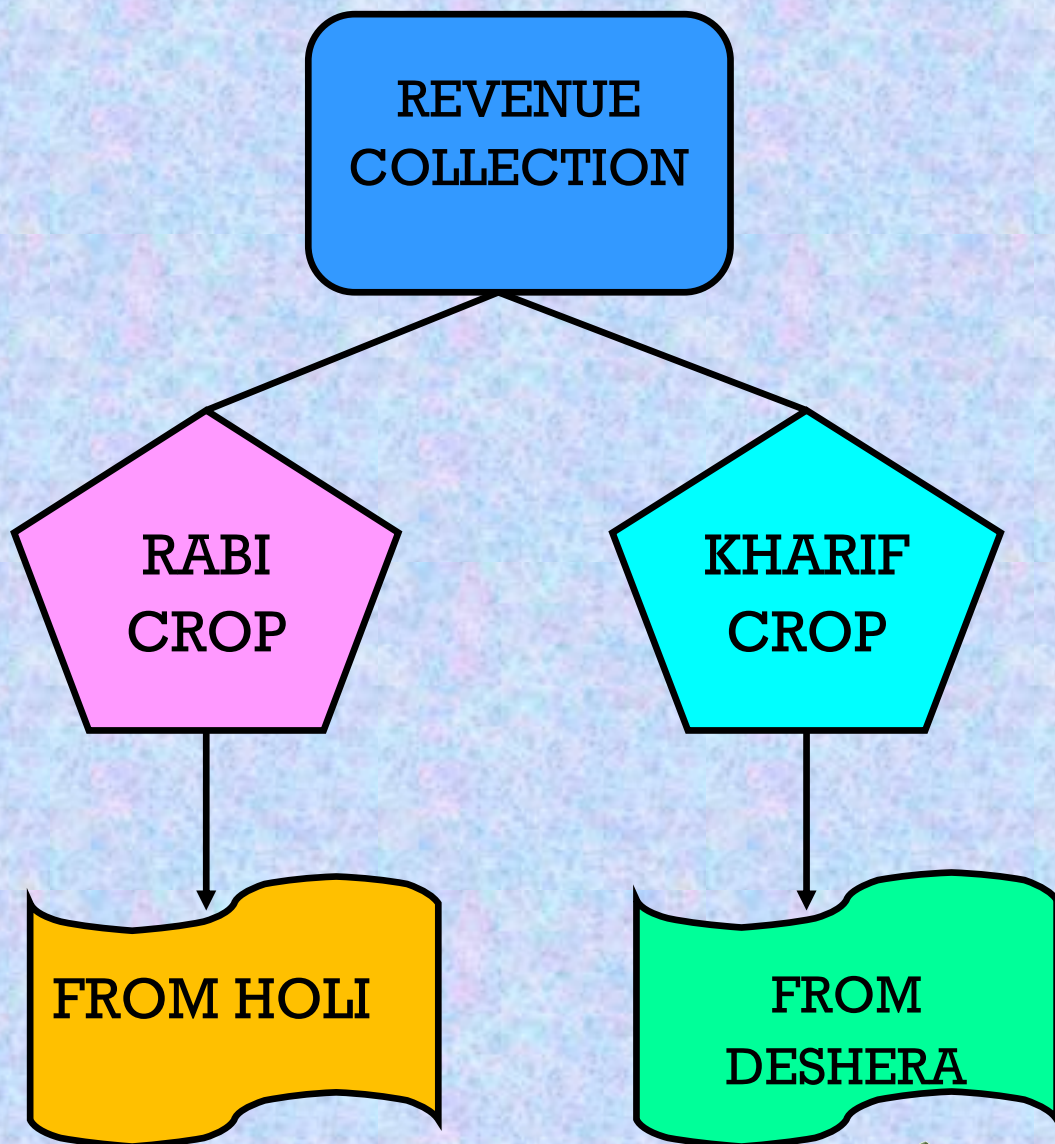 REVENUE
COLLECTION
RABI
CROP
KHARIF
CROP
FROM HOLI
FROM
DESHERA